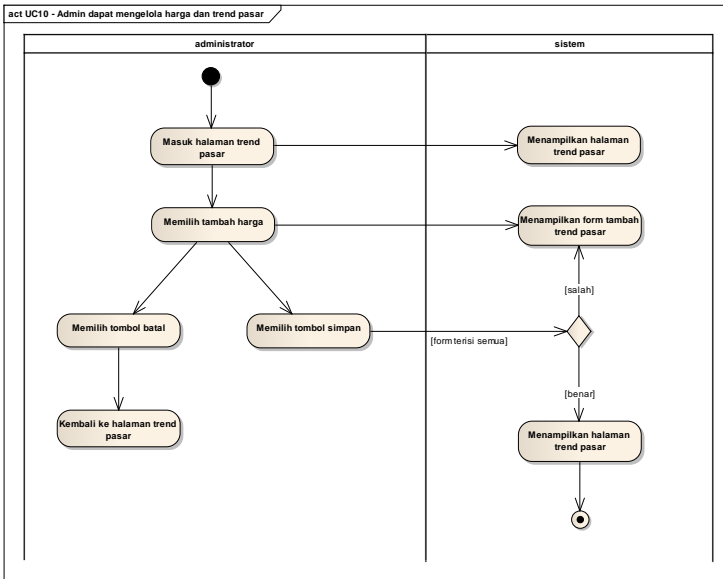 act UC10 - Admin dapat mengelola harga dan trend pasar
administrator
sistem
Masuk halaman trend
pasar
Menampilkan halaman
trend pasar
Memilih tambah harga
Menampilkan form tambah
trend pasar
[salah]
Memilih tombol batal
Memilih tombol simpan
[form terisi semua]
[benar]
Kembali ke halaman trend
pasar
Menampilkan halaman
trend pasar